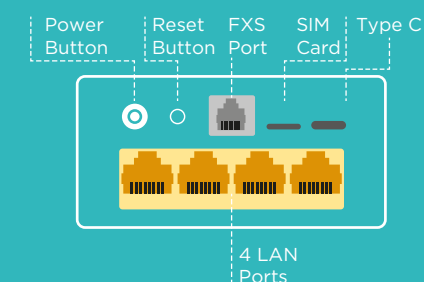 Power Button
Reset Button
FXS Port
SIM Card
Type C
4 LAN
Ports